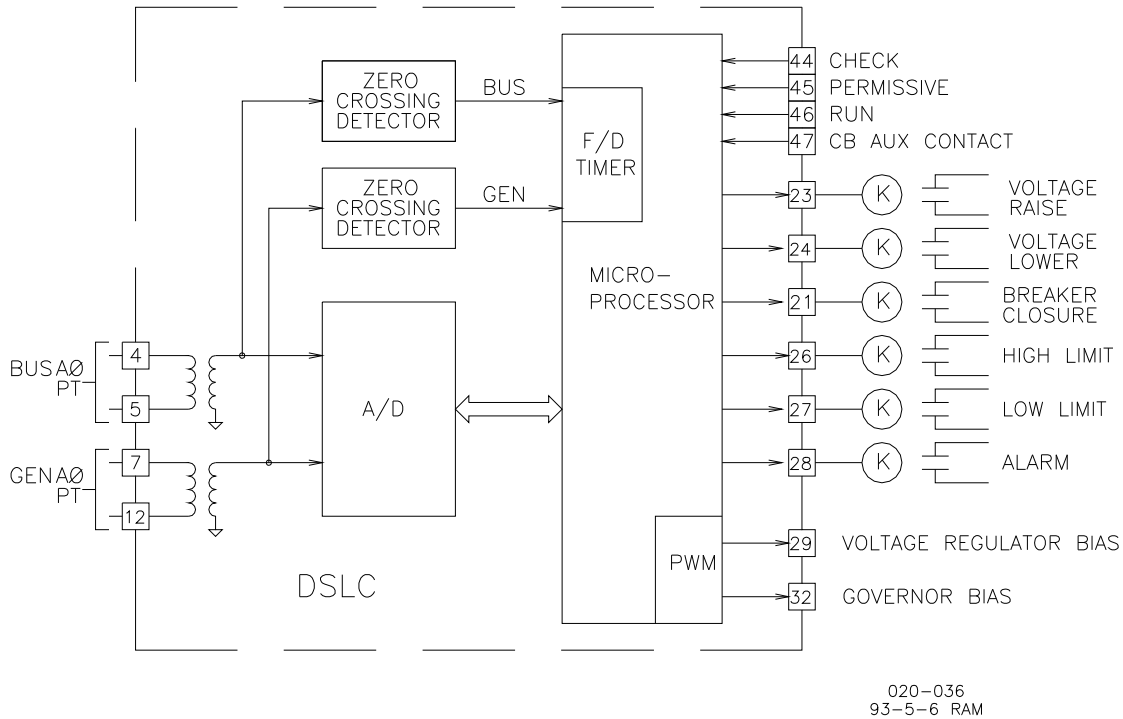 ZERO
CROSSING
DETECTOR
BUS
ZERO
CROSSING
DETECTOR
GEN
F/D
TIMER
MICRO-
PROCESSOR
A/D
PWM
DSLC
BUS AØ
PT
4
5
GEN AØ
PT
7
12
44 CHECK
45 PERMISSIVE
46 RUN
47 CB AUX CONTACT
23 K VOLTAGE
RAISE
24 K VOLTAGE
LOWER
21 K BREAKER
CLOSURE
26 K HIGH LIMIT
27 K LOW LIMIT
28 K ALARM
29 VOLTAGE REGULATOR BIAS
32 GOVERNOR BIAS
020-036
93-5-6 RAM